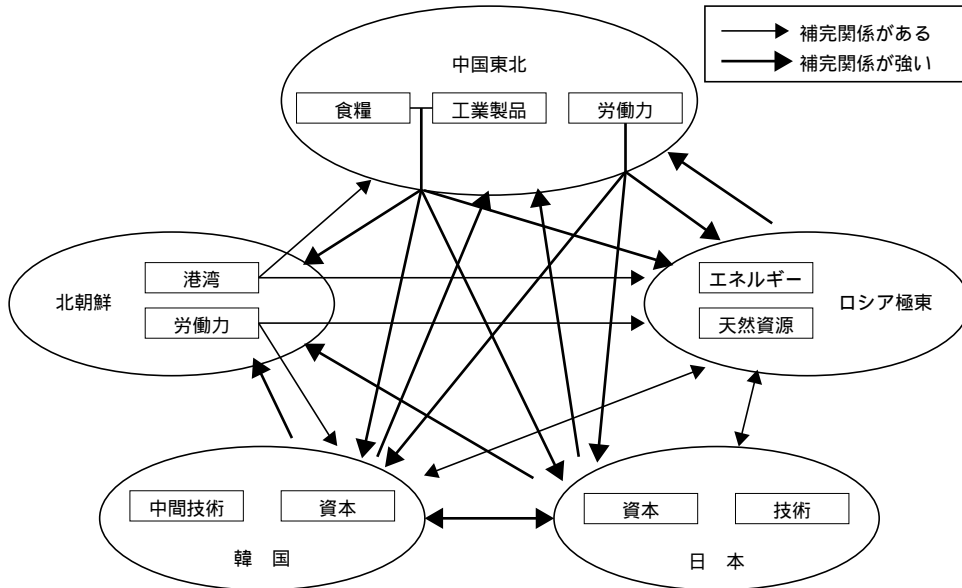 補完関係がある
補完関係が強い
中国東北
食糧
工業製品
労働力
北朝鮮
港湾
労働力
エネルギー
天然資源
ロシア極東
中間技術
資本
韓 国
資本
技術
日 本